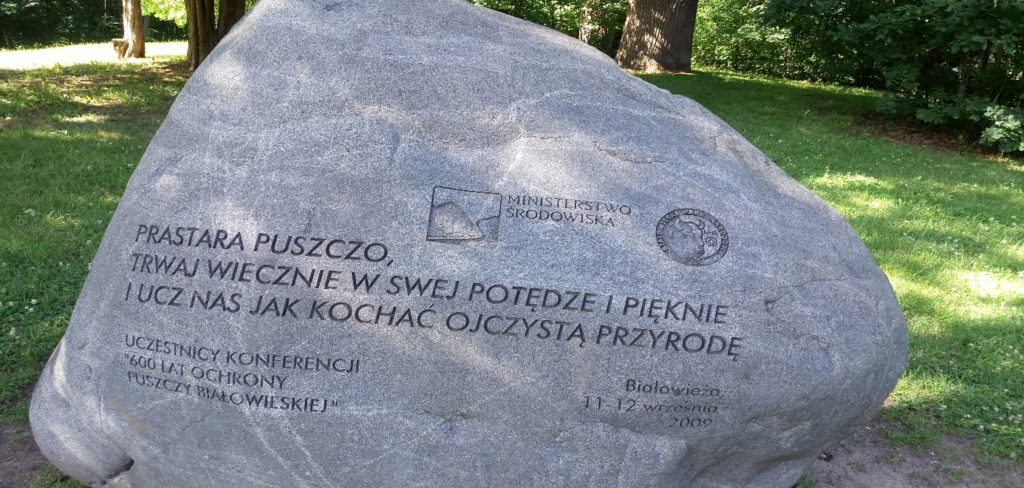 MINISTERSTWO
ŚRODOWISKA
PRASTARA PUSZCZO,
TRWAJ WIECZNIE W SWEJ POTĘDZE I PIĘKNIE
I UCZ NAS JAK KOCHAĆ OJCZYSTĄ PRZYRODĘ
UCZESTNICY KONFERENCJI
"600 LAT OCHRONY
PUSZCZY BIAŁOWIESKIEJ"
Białowieża,
11-12 września
2009